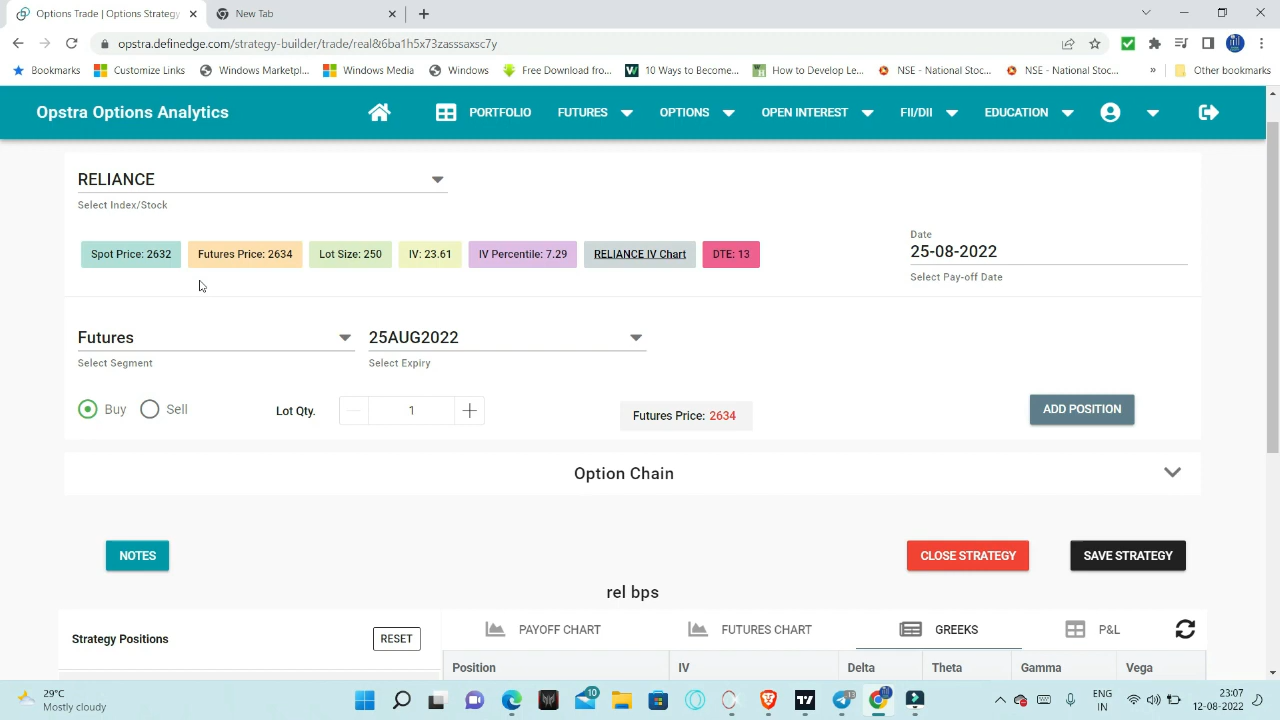 Options Trade | Options Strategy
New Tab
opstra.definedge.com/strategy-builder/trade/real&6ba1h5x73zasssaxsc7y
Bookmarks Customize Links Windows Marketpl... Windows Media Windows Free Download from... 10 Ways to Become... How to Develop Le... NSE - National Stoc... NSE - National Stoc... » Other bookmarks
Opstra Options Analytics PORTFOLIO FUTURES OPTIONS OPEN INTEREST FII/DII EDUCATION
RELIANCE
Select Index/Stock
Spot Price: 2632 Futures Price: 2634 Lot Size: 250 IV: 23.61 IV Percentile: 7.29 RELIANCE IV Chart DTE: 13
Date
25-08-2022
Select Pay-off Date
Futures 25AUG2022
Select Segment Select Expiry
Buy Sell Lot Qty. 1 Futures Price: 2634 ADD POSITION
Option Chain
NOTES CLOSE STRATEGY SAVE STRATEGY
rel bps
Strategy Positions RESET PAYOFF CHART FUTURES CHART GREEKS P&L
Position IV Delta Theta Gamma Vega
29°C
Mostly cloudy
10
13
ENG
IN
23:07
12-08-2022